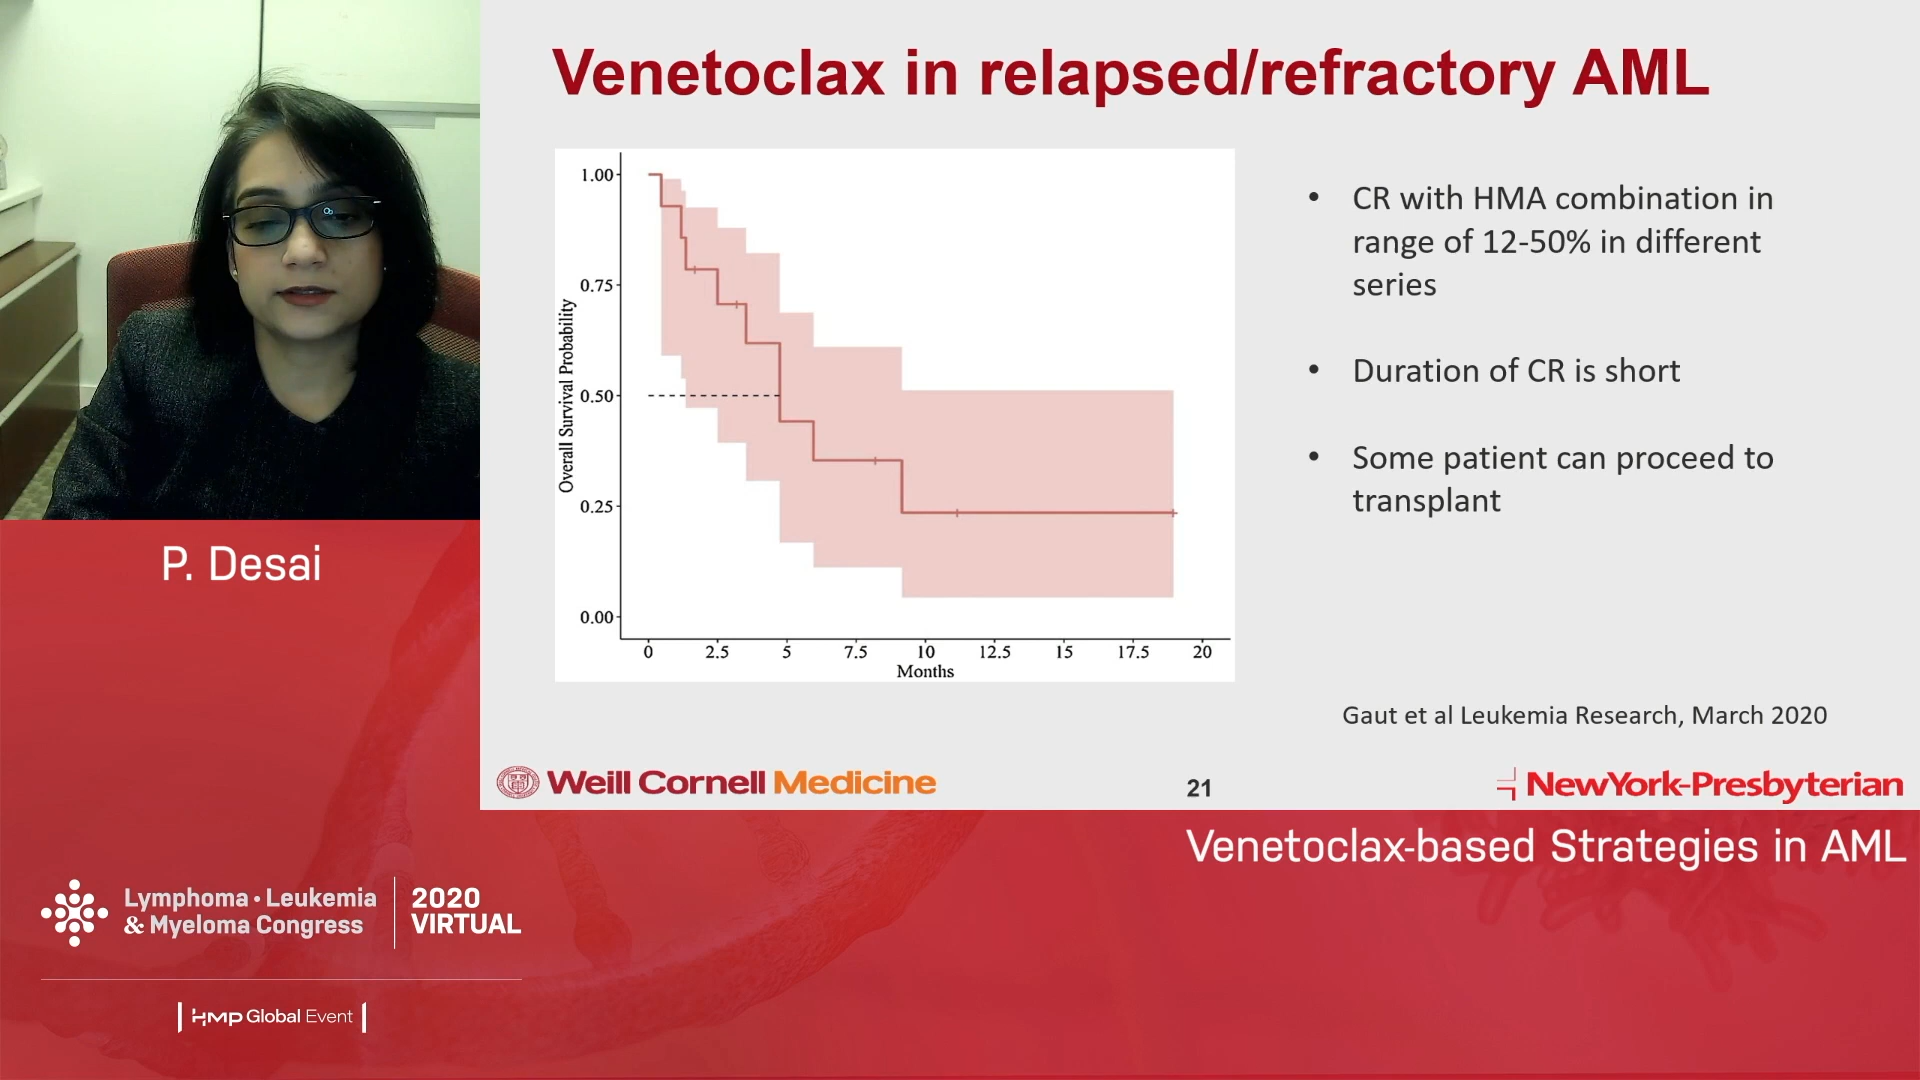 Venetoclax in relapsed/refractory AML
1.00
0.75
0.50
0.25
0.00
Overall Survival Probability
0 2.5 5 7.5 10 12.5 15 17.5 20
Months
• CR with HMA combination in
range of 12-50% in different
series
• Duration of CR is short
• Some patient can proceed to
transplant
Gaut et al Leukemia Research, March 2020
Weill Cornell Medicine
21
NewYork-Presbyterian
P. Desai
Venetoclax-based Strategies in AML
Lymphoma • Leukemia
& Myeloma Congress
2020
VIRTUAL
HMP Global Event